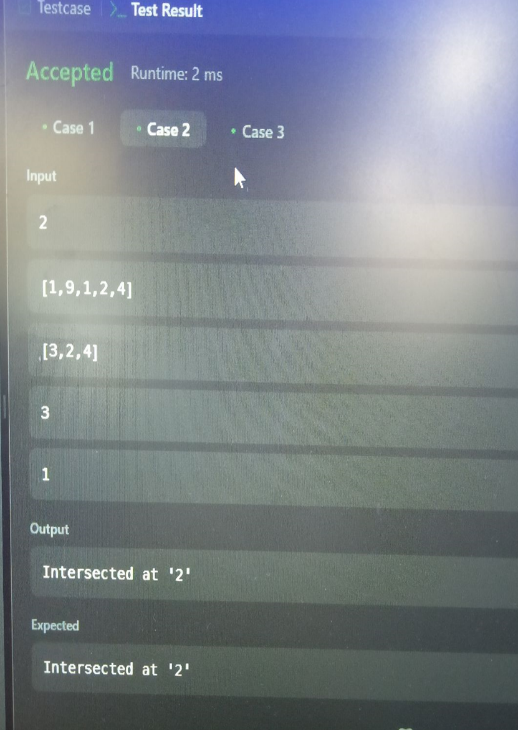 Testcase >_ Test Result
Accepted Runtime: 2 ms
• Case 1 • Case 2 • Case 3
Input
2
[1,9,1,2,4]
[3,2,4]
3
1
Output
Intersected at '2'
Expected
Intersected at '2'